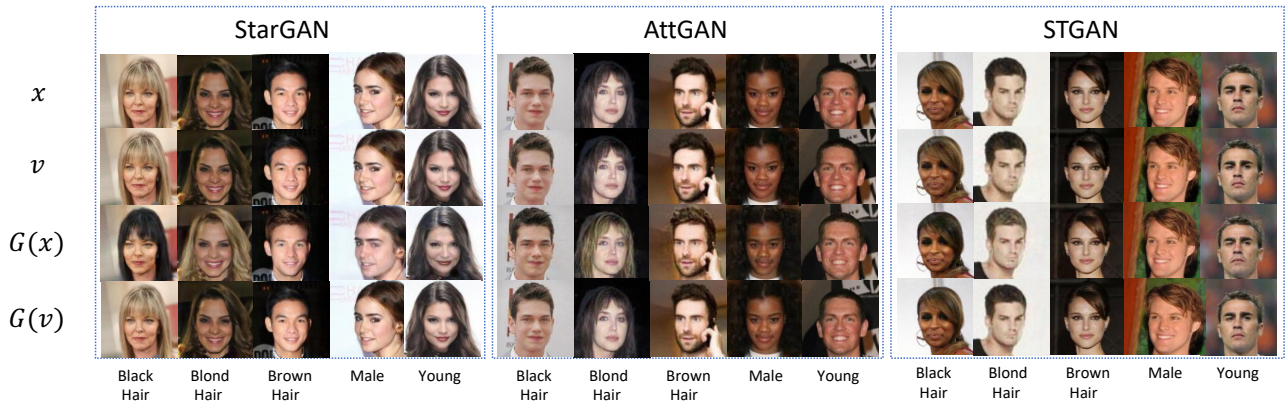 StarGAN AttGAN STGAN
x
v
G(x)
G(v)
Black Hair Blond Hair Brown Hair Male Young Black Hair Blond Hair Brown Hair Male Young Black Hair Blond Hair Brown Hair Male Young